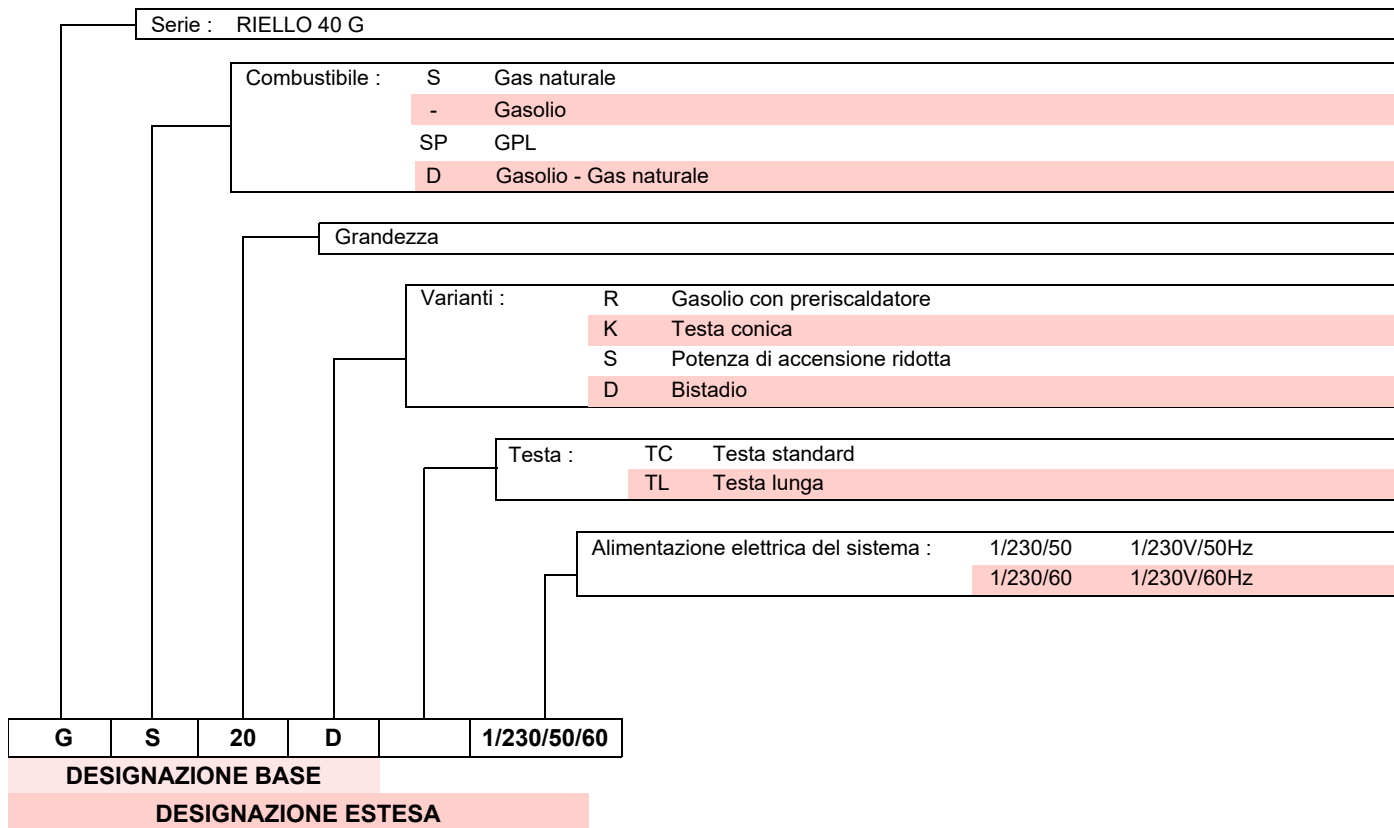 Serie : RIELLO 40 G
Combustibile : S Gas naturale
- Gasolio
SP GPL
D Gasolio - Gas naturale
Grandezza
Varianti : R Gasolio con preriscaldatore
K Testa conica
S Potenza di accensione ridotta
D Bistadio
Testa : TC Testa standard
TL Testa lunga
Alimentazione elettrica del sistema : 1/230/50 1/230V/50Hz
1/230/60 1/230V/60Hz
G S 20 D 1/230/50/60
DESIGNAZIONE BASE
DESIGNAZIONE ESTESA